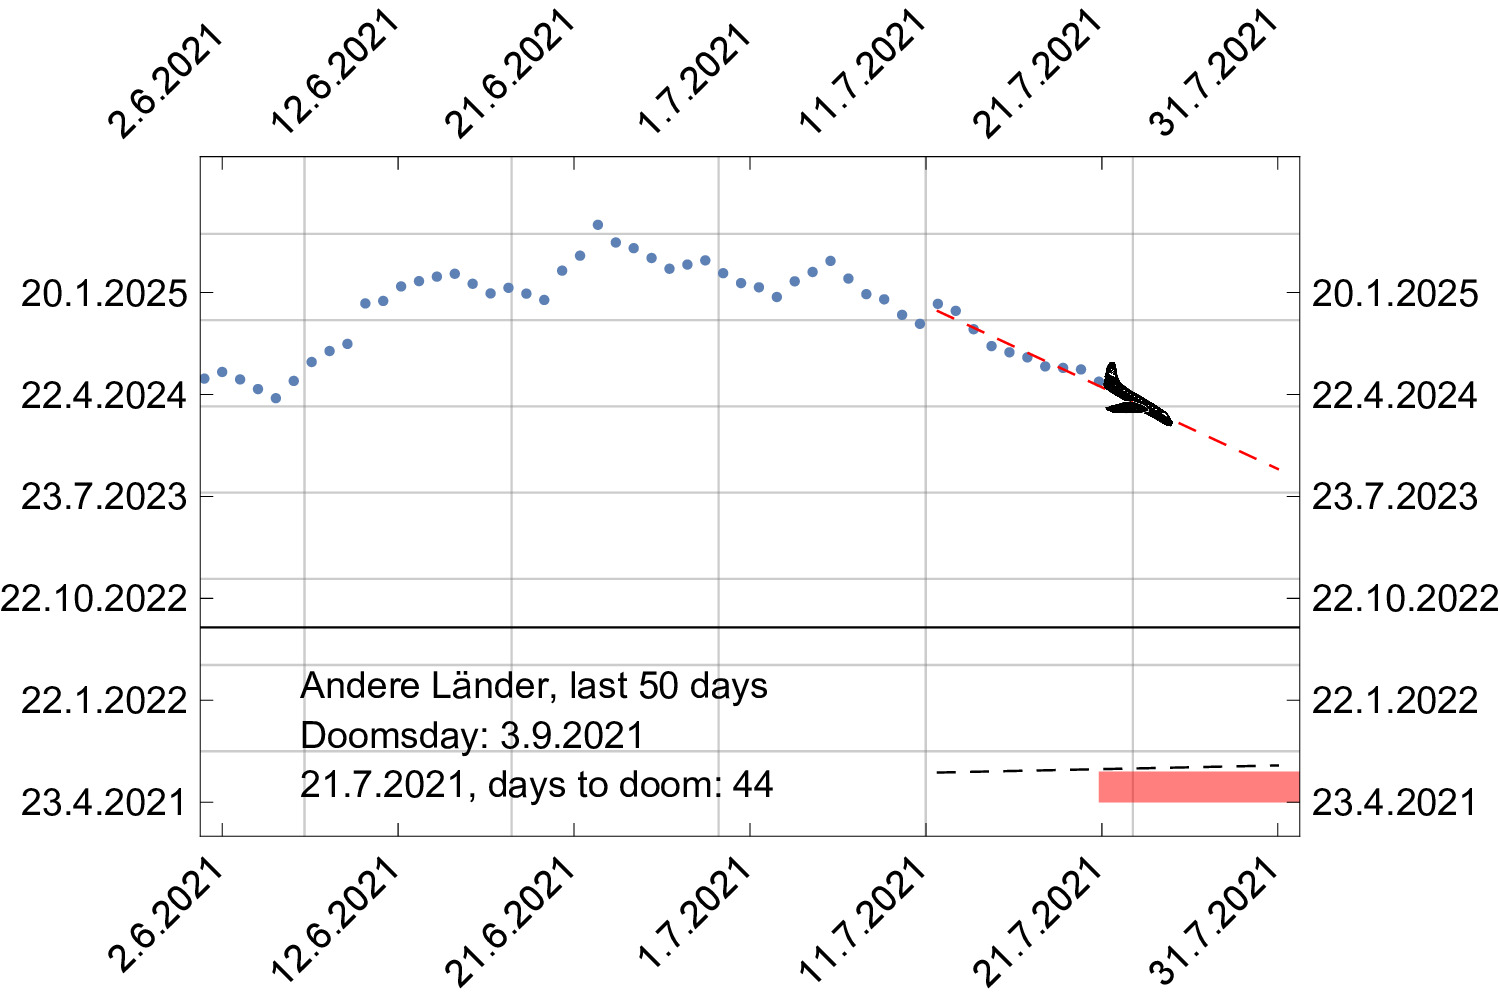 2.6.2021 12.6.2021 21.6.2021 1.7.2021 11.7.2021 21.7.2021 31.7.2021
20.1.2025 20.1.2025
22.4.2024 22.4.2024
23.7.2023 23.7.2023
22.10.2022 22.10.2022
Andere Länder, last 50 days
22.1.2022 22.1.2022
Doomsday: 3.9.2021
21.7.2021, days to doom: 44
23.4.2021 23.4.2021
2.6.2021 12.6.2021 21.6.2021 1.7.2021 11.7.2021 21.7.2021 31.7.2021